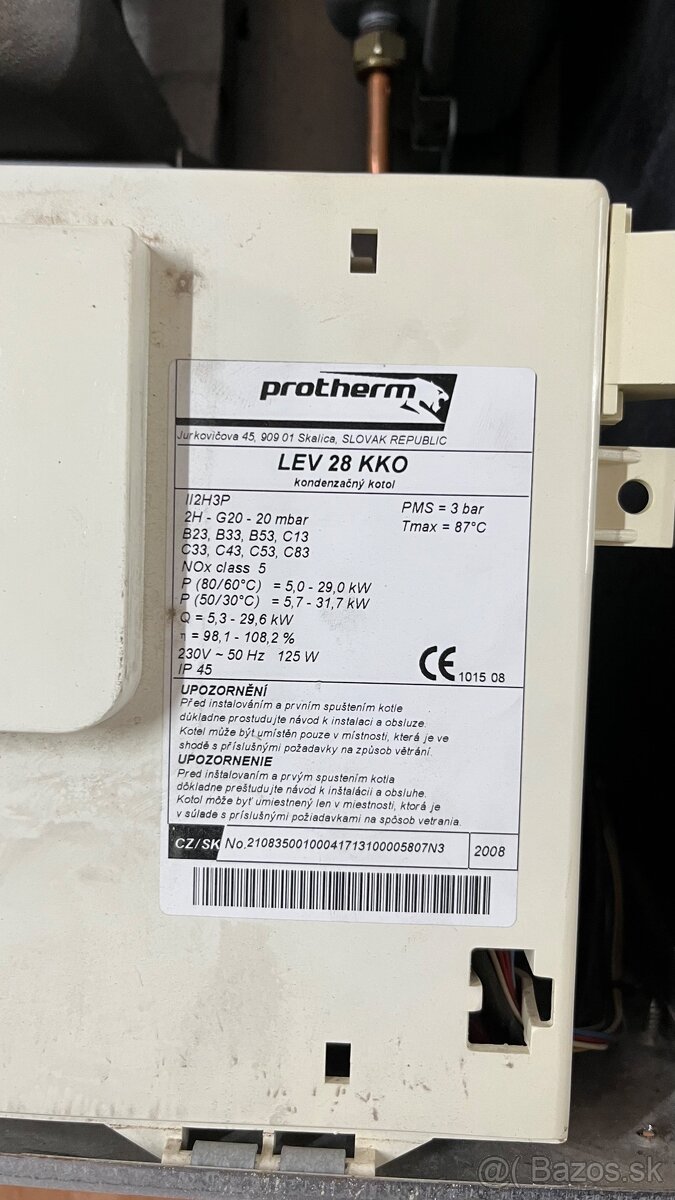 protherm
Jurkovičova 45, 909 01 Skalica, SLOVAK REPUBLIC
LEV 28 KKO
kondenzačný kotol
II2H3P
2H - G20 - 20 mbar
B23, B33, B53, C13
C33, C43, C53, C83
NOx class 5
P (80/60°C) = 5,0 - 29,0 kW
P (50/30°C) = 5,7 - 31,7 kW
Q = 5,3 - 29,6 kW
η = 98,1 - 108,2 %
230V ~ 50 Hz 125 W
IP 45
PMS = 3 bar
Tmax = 87°C
CE 1015 08
UPOZORNĚNÍ
Před instalováním a prvním spuštením kotle
důkladne prostudujte návod k instalaci a obsluze.
Kotel může být umístěn pouze v místnosti, která je ve
shodě s příslušnými požadavky na způsob větrání.
UPOZORNENIE
Pred inštalovaním a prvým spustením kotla
dôkladne preštudujte návod k inštalácii a obsluhe.
Kotol môže byť umiestnený len v miestnosti, ktorá je
v súlade s príslušnými požiadavkami na spôsob vetrania.
CZ/SK No.21083500100041713100005807N3 2008
@( Bazos.sk